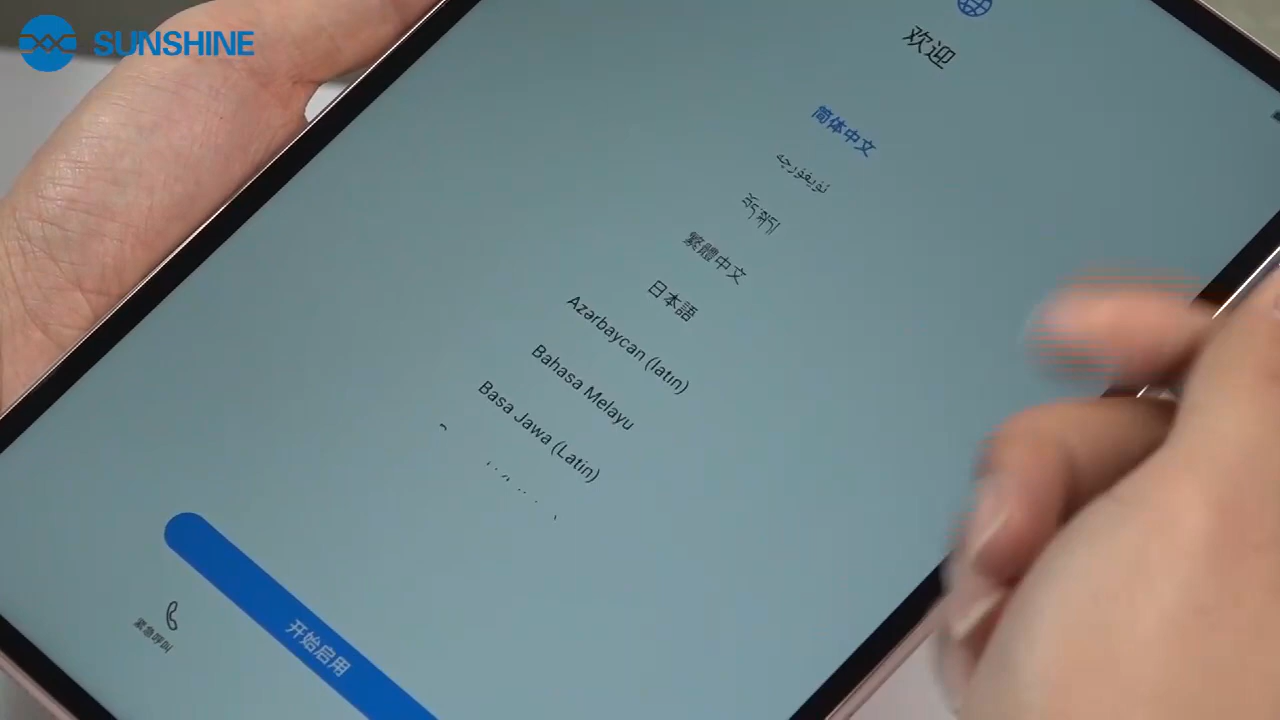 SUNSHINE
欢迎
简体中文
ئۇيغۇرچە
བོད་སྐད།
繁體中文
日本語
Azərbaycan (latın)
Bahasa Melayu
Basa Jawa (Latin)
开始启用
紧急呼叫